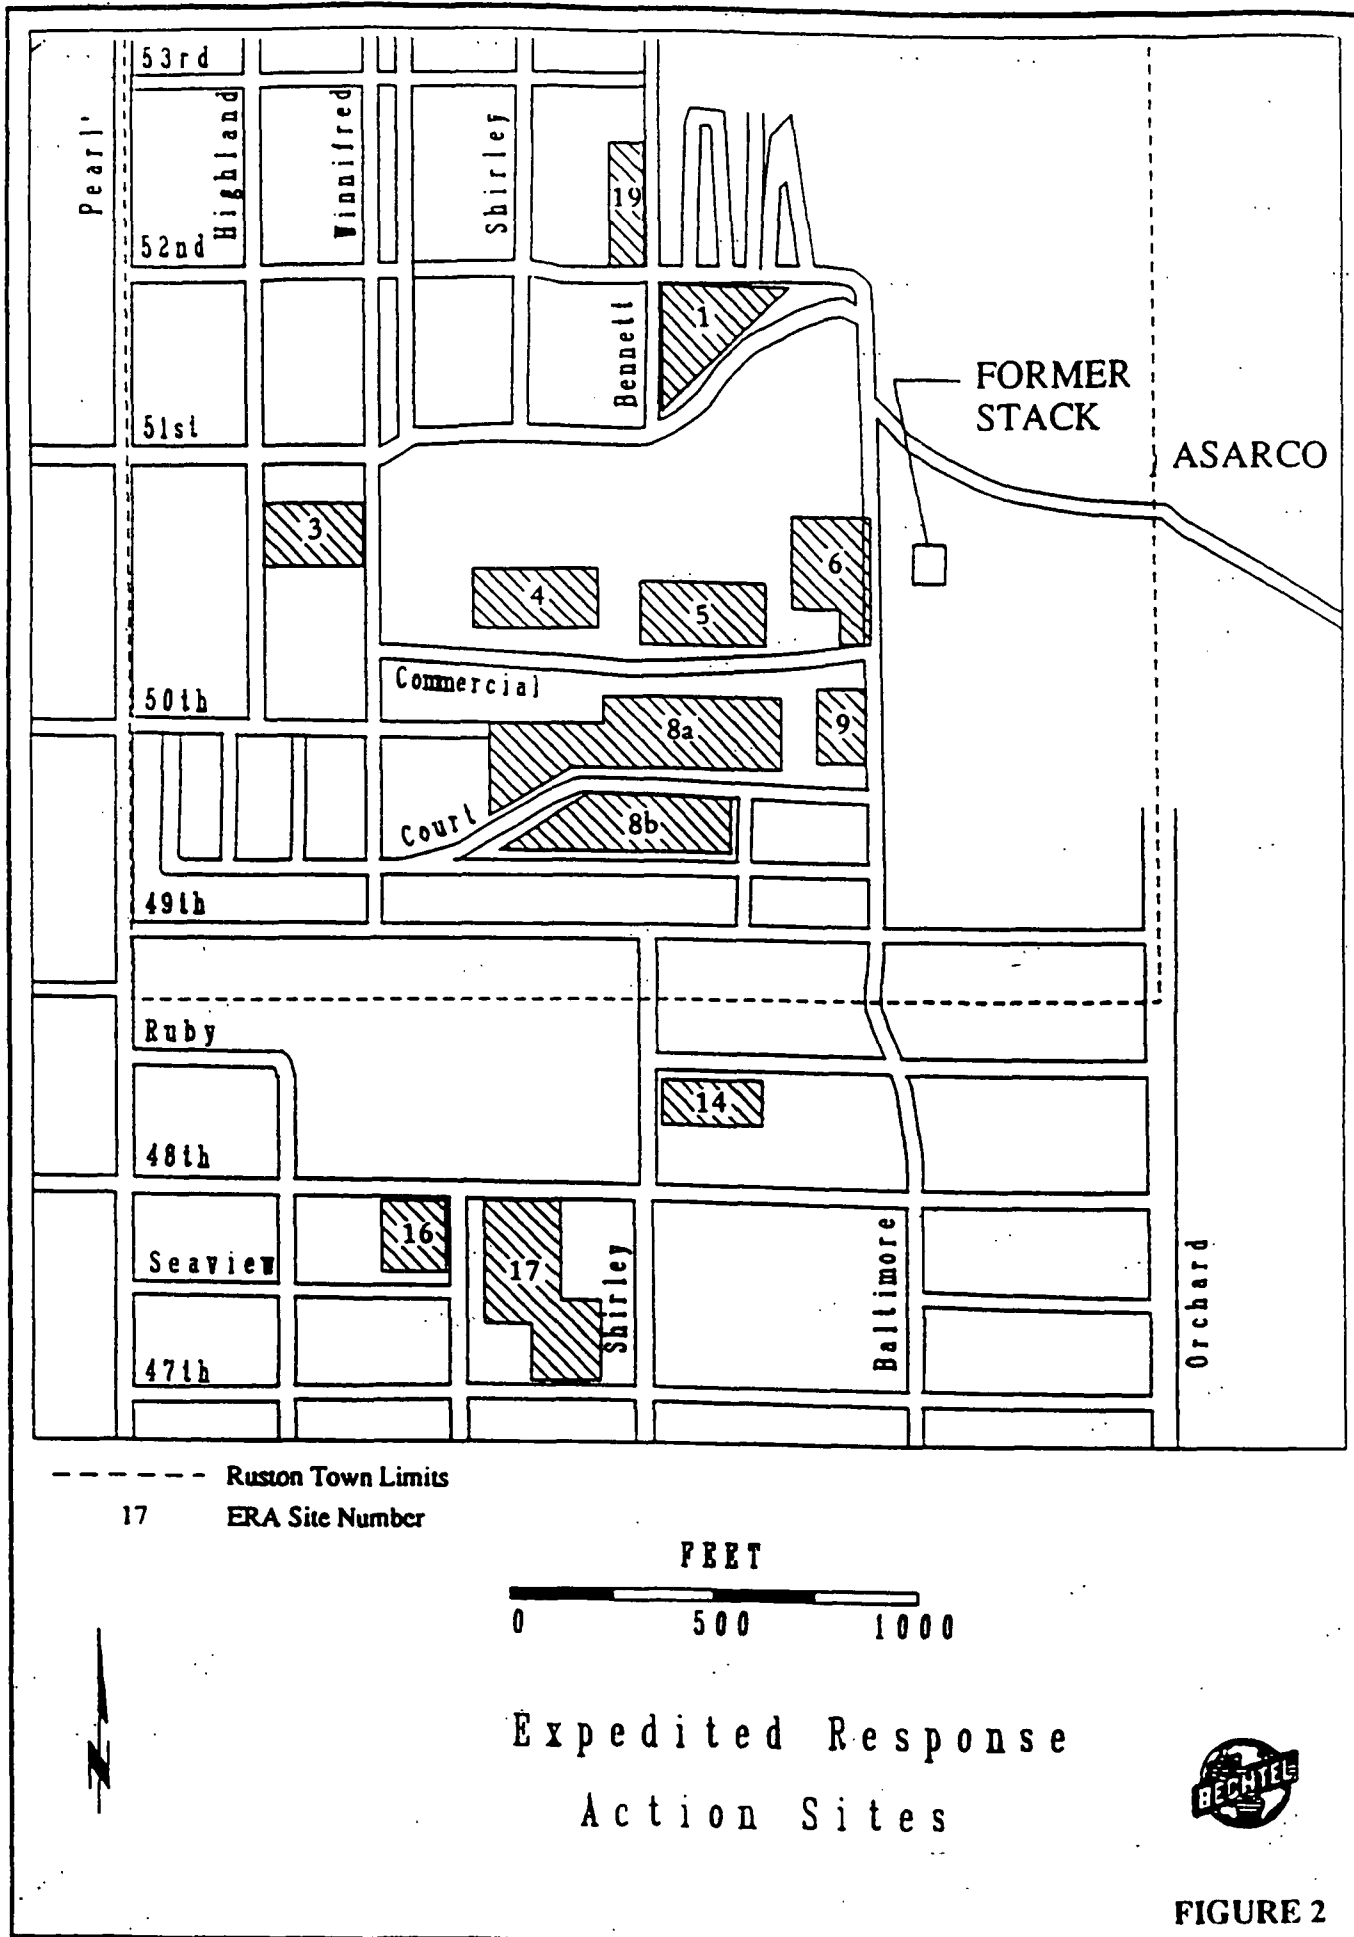 53rd
Pearl'
Highland
Winnifred
Shirley
19
52nd
Bennett
1
51st
FORMER
STACK
ASARCO
3
4
5
6
Commercial
50th
8a
9
Court
8b
49th
Ruby
14
48th
16
17
Seaview
Shirley
Baltimore
Orchard
47th
Ruston Town Limits
17 ERA Site Number
FEET
0 500 1000
N
Expedited Response
Action Sites
BECHTEL
FIGURE 2